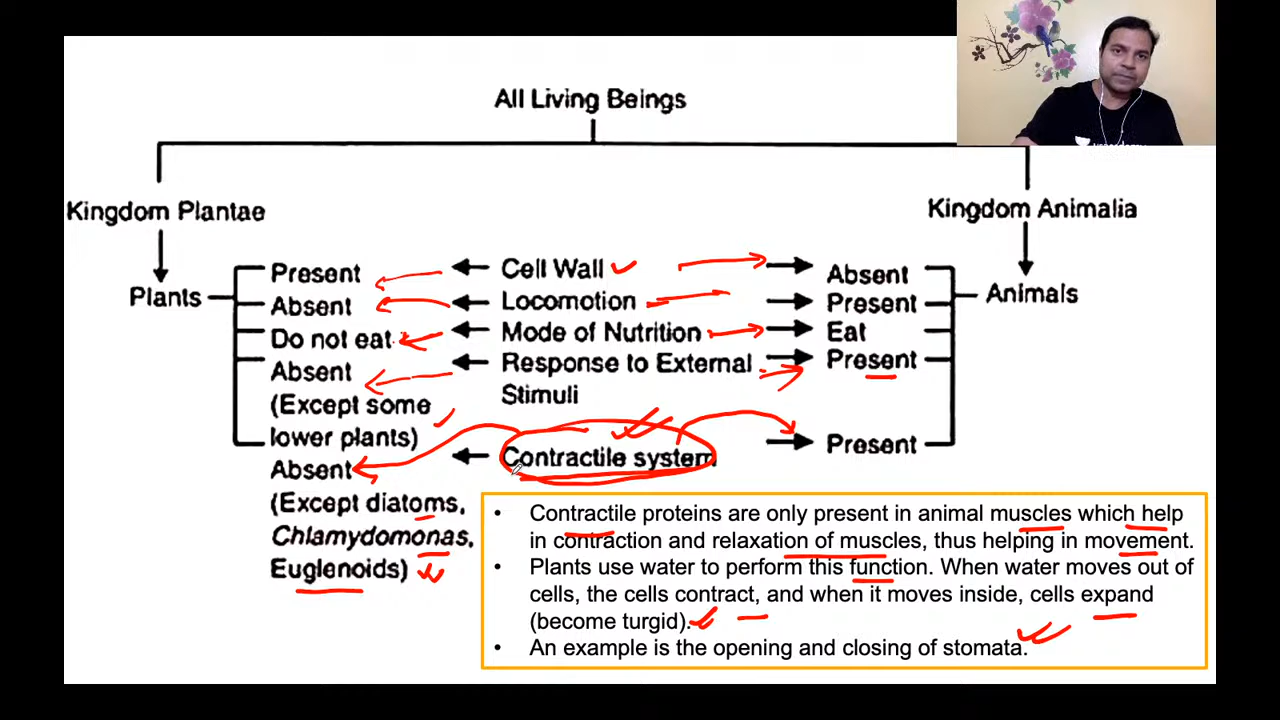 All Living Beings
Kingdom Plantae
Kingdom Animalia
Plants
Animals
Present
Cell Wall
Absent
Absent
Locomotion
Present
Do not eat
Mode of Nutrition
Eat
Absent
Response to External
Present
(Except some
Stimuli
lower plants)
Contractile system
Present
Absent
(Except diatoms,
Chlamydomonas,
Euglenoids)
• Contractile proteins are only present in animal muscles which help
in contraction and relaxation of muscles, thus helping in movement.
• Plants use water to perform this function. When water moves out of
cells, the cells contract, and when it moves inside, cells expand
(become turgid).
• An example is the opening and closing of stomata.